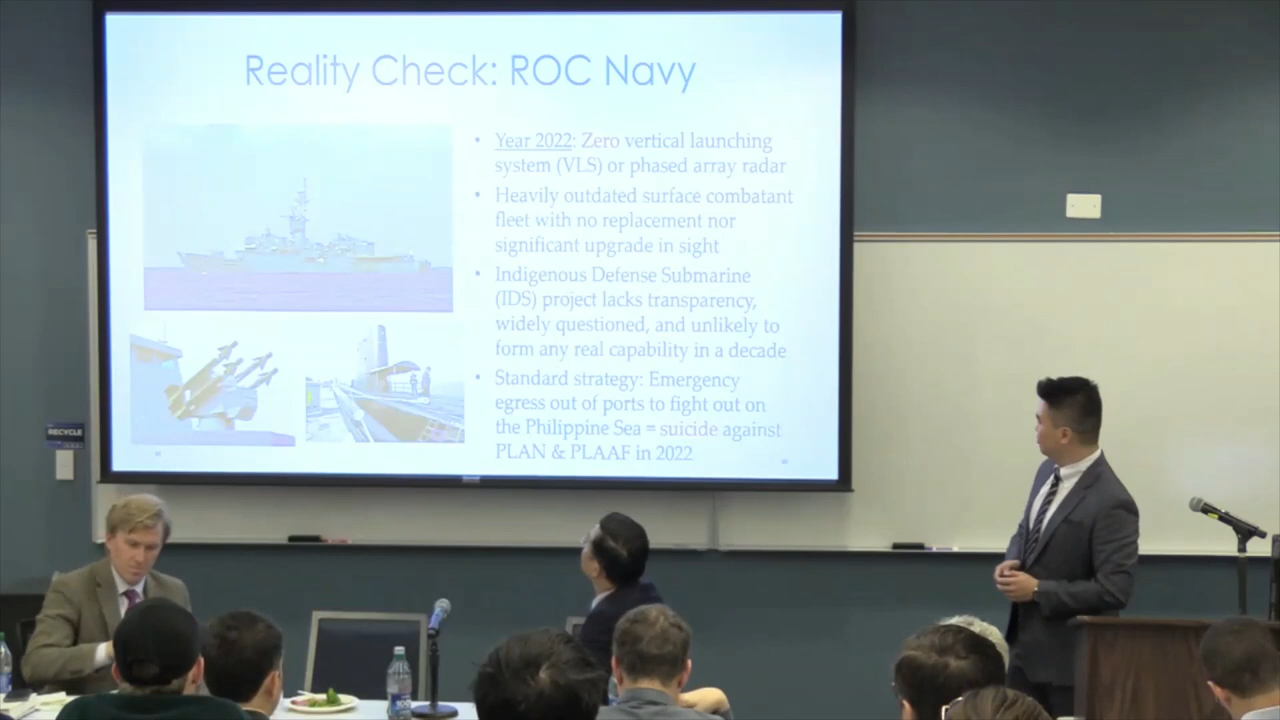 Reality Check: ROC Navy
• Year 2022: Zero vertical launching
system (VLS) or phased array radar
• Heavily outdated surface combatant
fleet with no replacement nor
significant upgrade in sight
• Indigenous Defense Submarine
(IDS) project lacks transparency,
widely questioned, and unlikely to
form any real capability in a decade
• Standard strategy: Emergency
egress out of ports to fight out on
the Philippine Sea = suicide against
PLAN & PLAAF in 2022
RECYCLE